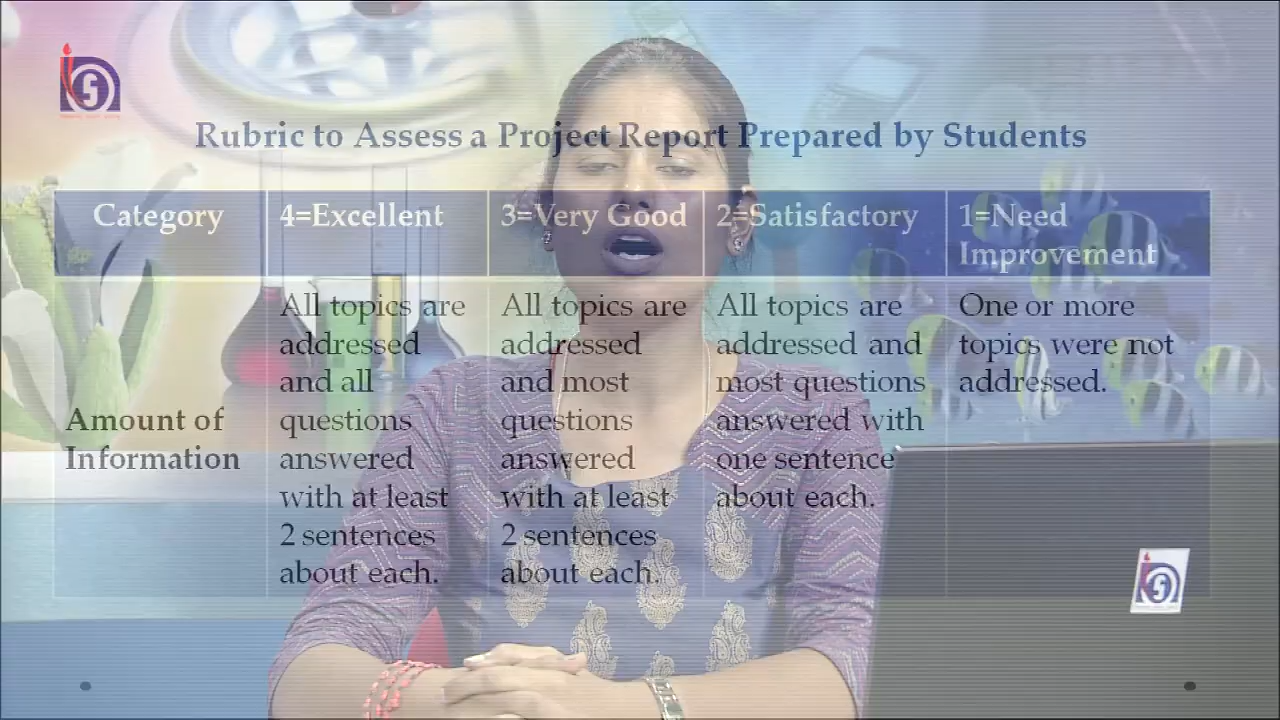 Rubric to Assess a Project Report Prepared by Students
Category
4=Excellent
3=Very Good
2=Satisfactory
1=Need
Improvement
Amount of
Information
All topics are
addressed
and all
questions
answered
with at least
2 sentences
about each.
All topics are
addressed
and most
questions
answered
with at least
2 sentences
about each.
All topics are
addressed and
most questions
answered with
one sentence
about each.
One or more
topics were not
addressed.